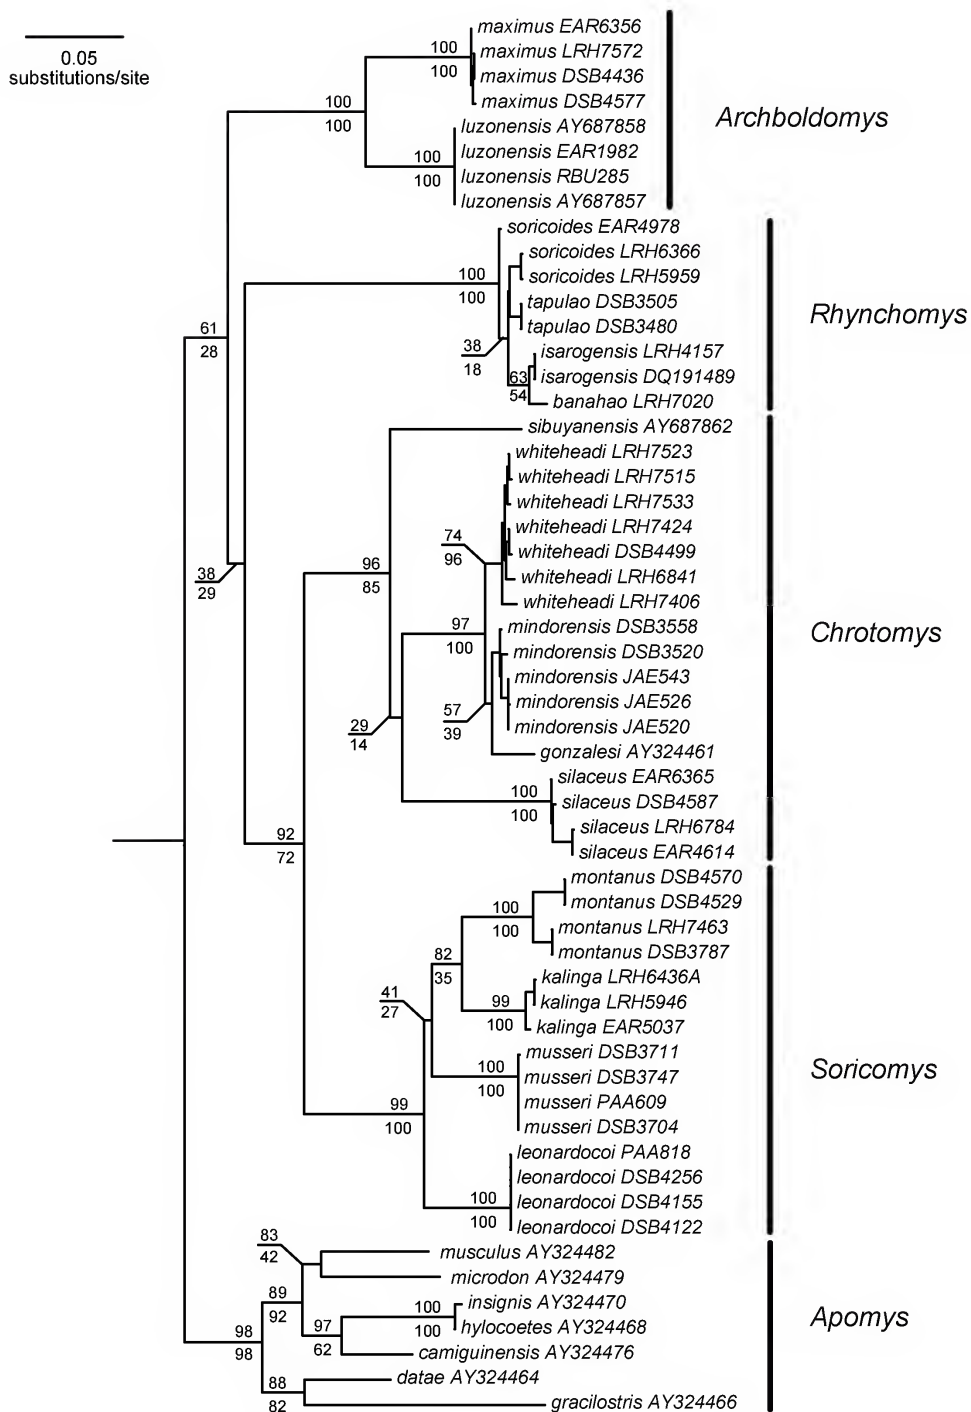 0.05
substitutions/site
maximus EAR6356
maximus LRH7572
maximus DSB4436
maximus DSB4577
luzonensis AY687858
luzonensis EAR1982
luzonensis RBU285
luzonensis AY687857
100
100
100
100
100
100
Archboldomys
soricoides EAR4978
soricoides LRH6366
soricoides LRH5959
tapulao DSB3505
tapulao DSB3480
isarogensis LRH4157
isarogensis DQ191489
banahao LRH7020
100
100
38
18
63
54
Rhynchomys
61
28
38
29
sibuyanensis AY687862
whiteheadi LRH7523
whiteheadi LRH7515
whiteheadi LRH7533
whiteheadi LRH7424
whiteheadi DSB4499
whiteheadi LRH6841
whiteheadi LRH7406
mindorensis DSB3558
mindorensis DSB3520
mindorensis JAE543
mindorensis JAE526
mindorensis JAE520
gonzalesi AY324461
silaceus EAR6365
silaceus DSB4587
silaceus LRH6784
silaceus EAR4614
74
96
96
85
97
100
57
39
29
14
100
100
92
72
Chrotomys
montanus DSB4570
montanus DSB4529
montanus LRH7463
montanus DSB3787
kalinga LRH6436A
kalinga LRH5946
kalinga EAR5037
musseri DSB3711
musseri DSB3747
musseri PAA609
musseri DSB3704
leonardocoi PAA818
leonardocoi DSB4256
leonardocoi DSB4155
leonardocoi DSB4122
100
100
82
35
41
27
99
100
100
100
99
100
100
100
Soricomys
musculus AY324482
microdon AY324479
insignis AY324470
hylocoetes AY324468
camiguinensis AY324476
datae AY324464
gracilostris AY324466
83
42
89
92
100
100
97
62
98
98
88
82
Apomys